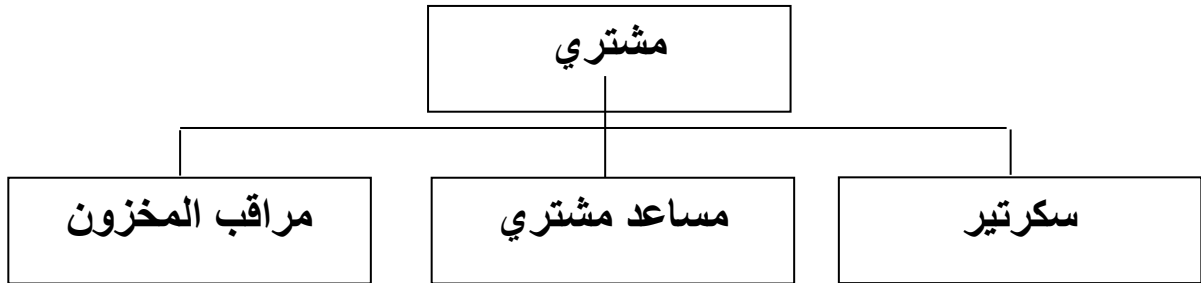 مشتري
سكرتير
مساعد مشتري
مراقب المخزون